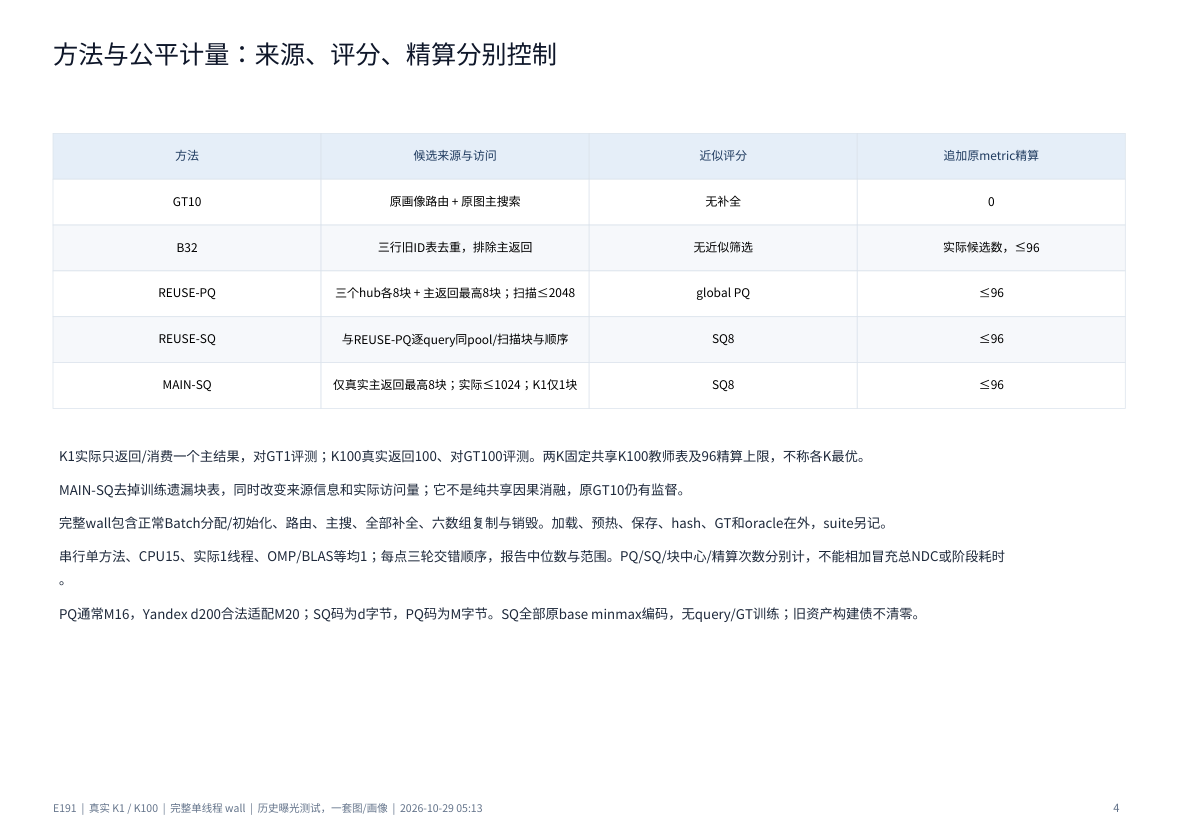 方法与公平计量：来源、评分、精算分别控制
方法 候选来源与访问 近似评分 追加原metric精算
GT10 原画像路由 + 原图主搜索 无补全 0
B32 三行旧ID表去重，排除主返回 无近似筛选 实际候选数，≤96
REUSE-PQ 三个hub各8块 + 主返回最高8块；扫描≤2048 global PQ ≤96
REUSE-SQ 与REUSE-PQ逐query同pool/扫描块与顺序 SQ8 ≤96
MAIN-SQ 仅真实主返回最高8块；实际≤1024；K1仅1块 SQ8 ≤96
K1实际只返回/消费一个主结果，对GT1评测；K100真实返回100、对GT100评测。两K固定共享K100教师表及96精算上限，不称各K最优。
MAIN-SQ去掉训练遗漏块表，同时改变来源信息和实际访问量；它不是纯共享因果消融，原GT10仍有监督。
完整wall包含正常Batch分配/初始化、路由、主搜、全部补全、六数组复制与销毁。加载、预热、保存、hash、GT和oracle在外，suite另记。
串行单方法、CPU15、实际1线程、OMP/BLAS等均1；每点三轮交错顺序，报告中位数与范围。PQ/SQ/块中心/精算次数分别计，不能相加冒充总NDC或阶段耗时
。
PQ通常M16，Yandex d200合法适配M20；SQ码为d字节，PQ码为M字节。SQ全部原base minmax编码，无query/GT训练；旧资产构建债不清零。
E191 | 真实 K1 / K100 | 完整单线程 wall | 历史曝光测试，一套图/画像 | 2026-10-29 05:13 4